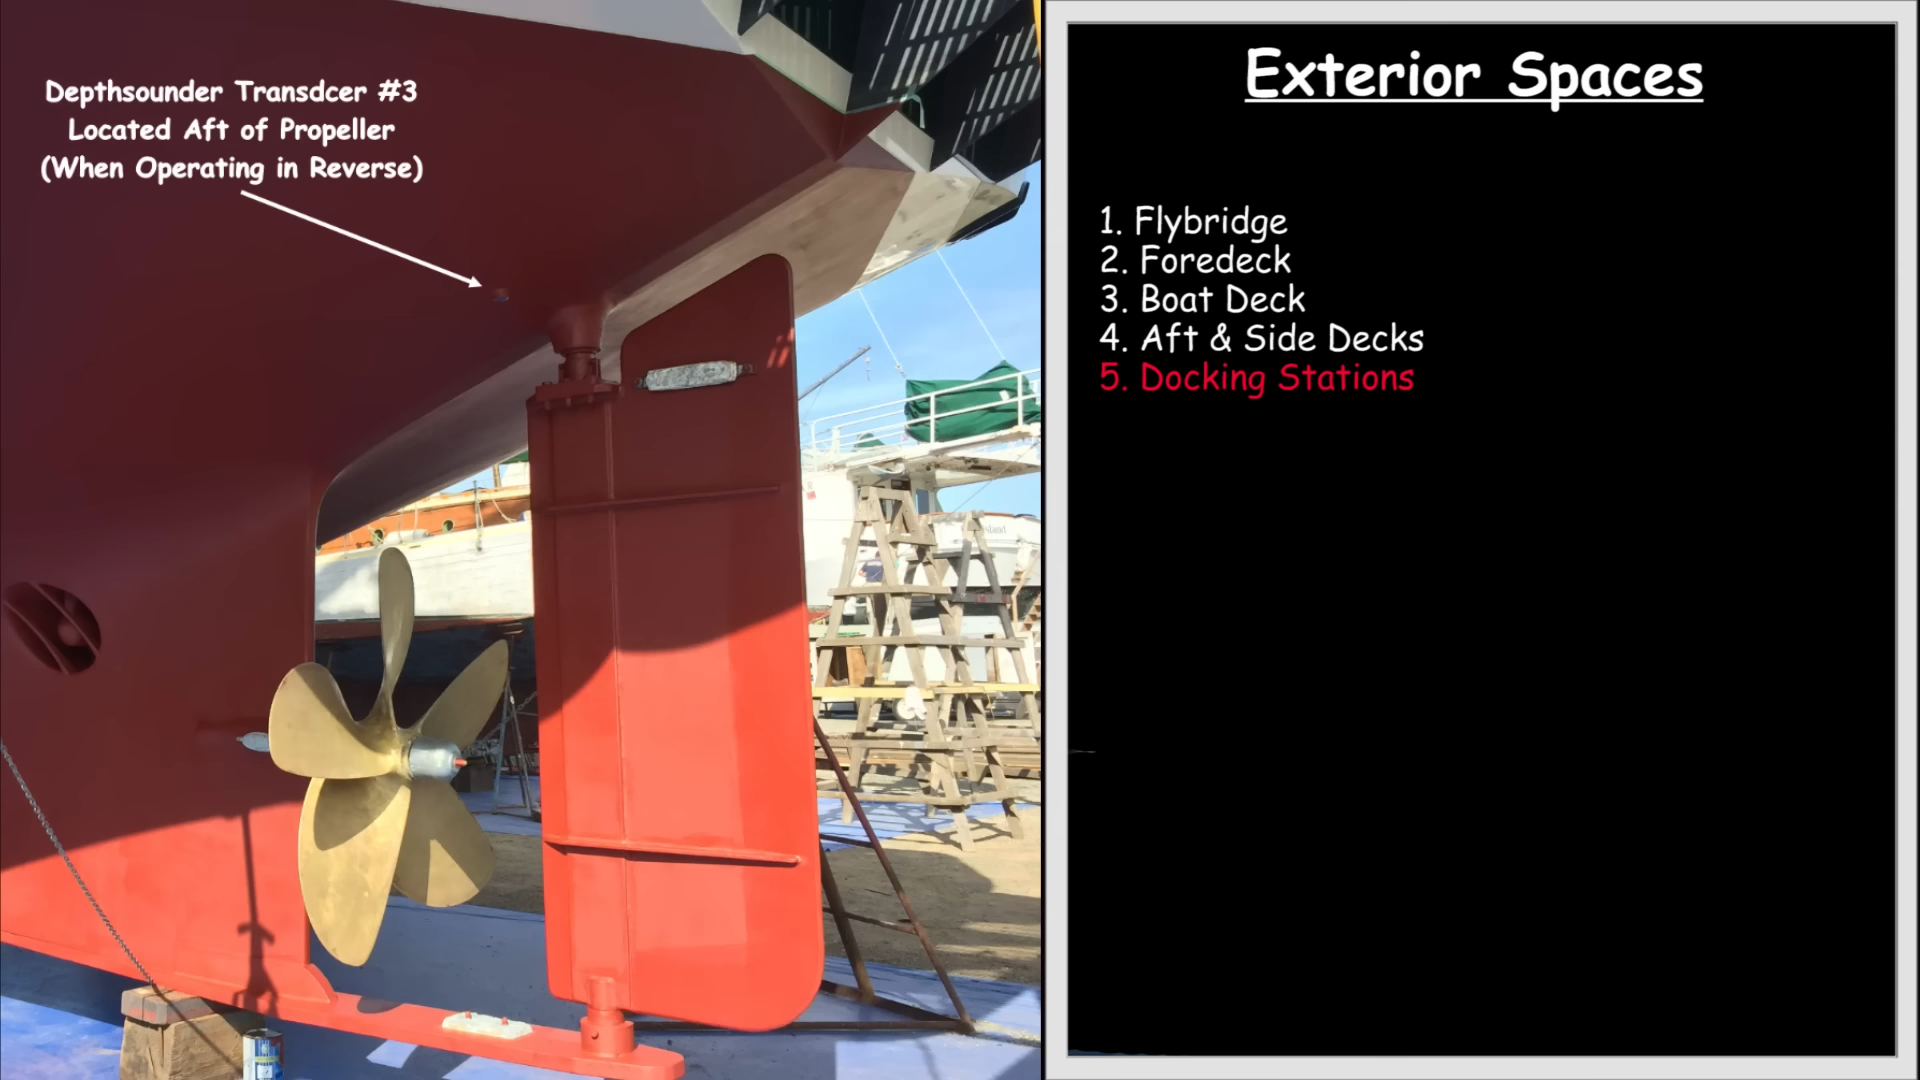 Depthsounder Transdcer #3
Located Aft of Propeller
(When Operating in Reverse)
Exterior Spaces
1. Flybridge
2. Foredeck
3. Boat Deck
4. Aft & Side Decks
5. Docking Stations